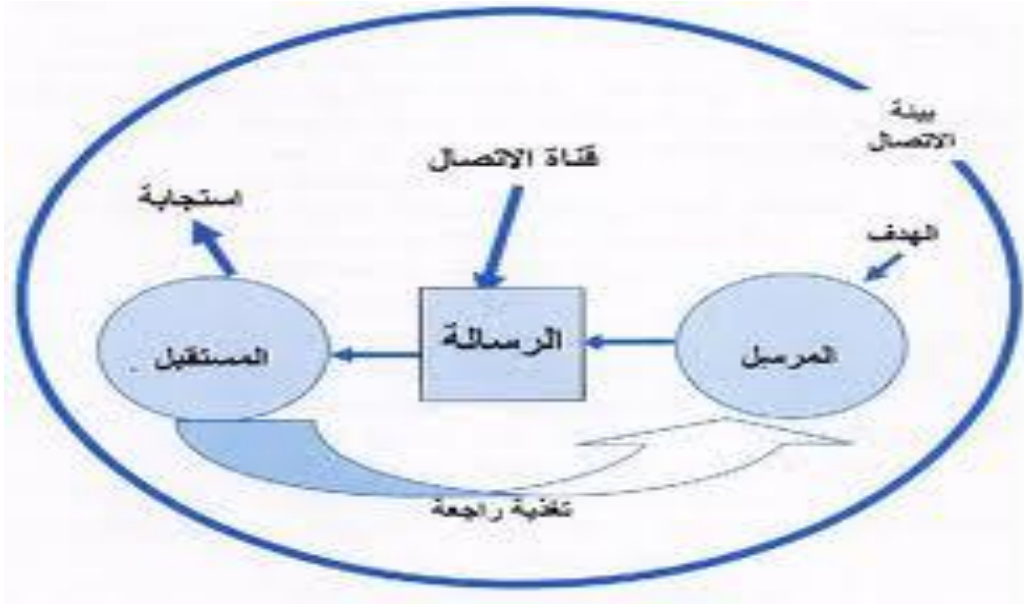 بيئة
الاتصال
قناة الاتصال
استجابة
الهدف
المرسل
الرسالة
المستقبل
تغذية راجعة